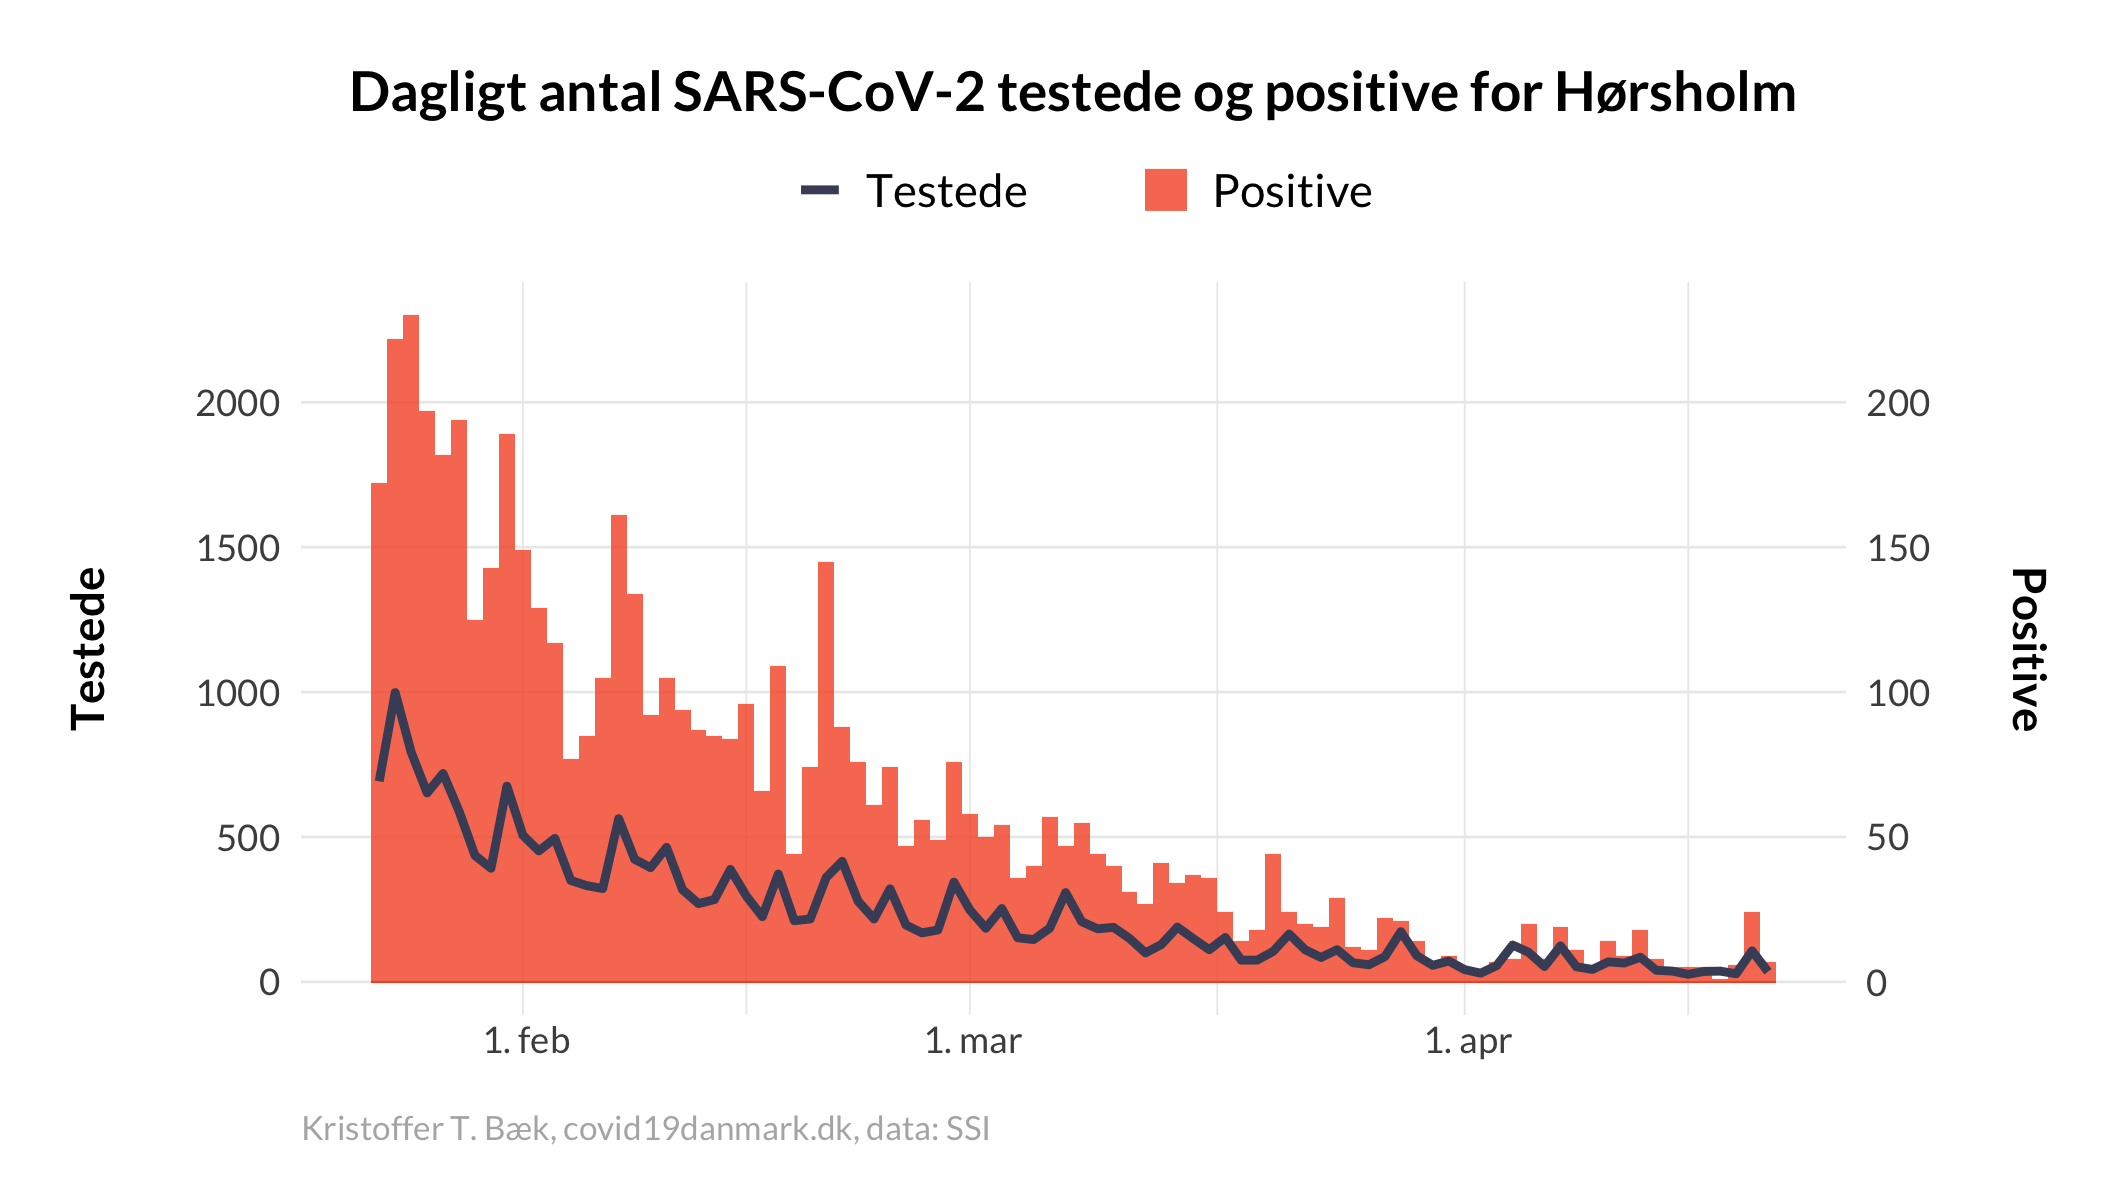 Dagligt antal SARS-CoV-2 testede og positive for Hørsholm
Testede
Positive
2000
1500
1000
500
0
Testede
200
150
100
50
0
Positive
1. feb
1. mar
1. apr
Kristoffer T. Bæk, covid19danmark.dk, data: SSI